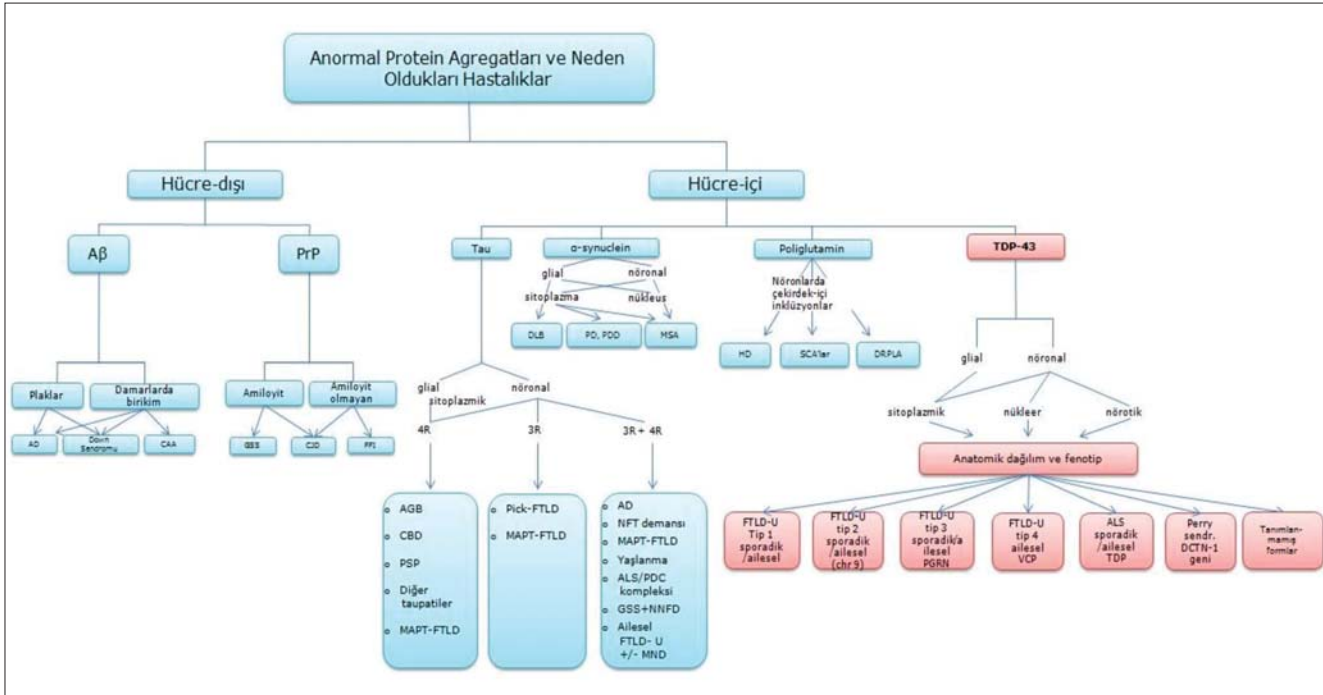 Anormal Protein Agregatları ve Neden
Oldukları Hastalıklar
Hücre-dışı
Hücre-içi
Aβ
PrP
Tau
α-synuclein
Poliglutamin
TDP-43
glial
nöronal
sitoplazma
nükleus
Nöronlarda
çekirdek-içi
inklüzyonlar
DLB
PD, PDD
MSA
HD
SCA'lar
DRPLA
glial
nöronal
Plaklar
Damarlarda
birikim
Amiloyit
Amiloyit
olmayan
glial
nöronal
sitoplazmik
sitoplazmik
nükleer
nörotik
AD
Down
Sendromu
CAA
GSS
CJD
FFI
4R
3R
3R + 4R
Anatomik dağılım ve fenotip
AGB
CBD
PSP
Diğer
taupatiler
MAPT-FTLD
Pick-FTLD
MAPT-FTLD
AD
NFT demansı
MAPT-FTLD
Yaşlanma
ALS/PDC
kompleksi
GSS+NNFD
Ailesel
FTLD- U
+/- MND
FTLD-U
Tip 1
sporadik
/ailesel
FTLD-U
tip 2
sporadik
/ailesel
(chr 9)
FTLD-U
tip 3
sporadik/a
ilesel
PGRN
FTLD-U
tip 4
ailesel
VCP
ALS
sporadik
/ailesel
TDP
Perry
sendr.
DCTN-1
geni
Tanımlan-
mamış
formlar